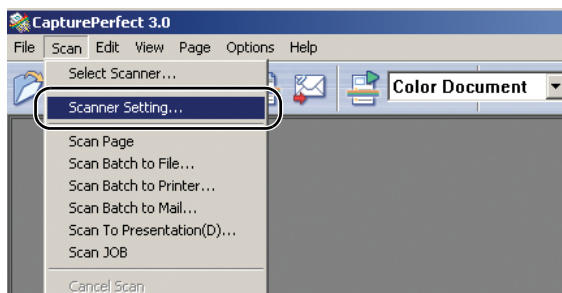 CapturePerfect 3.0
File Scan Edit View Page Options Help
Select Scanner...
Color Document
Scanner Setting...
Scan Page
Scan Batch to File...
Scan Batch to Printer...
Scan Batch to Mail...
Scan To Presentation(D)...
Scan JOB
Cancel Scan